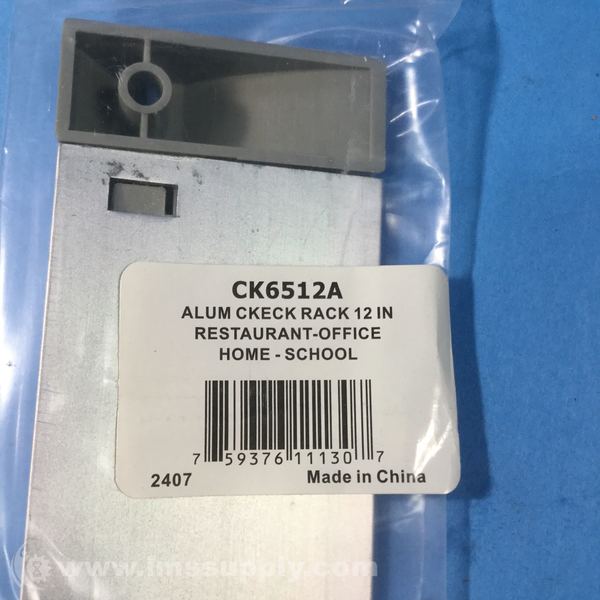 CK6512A
ALUM CKECK RACK 12 IN
RESTAURANT-OFFICE
HOME - SCHOOL
7 59376 11130 7
2407 Made in China
www.imssupply.com